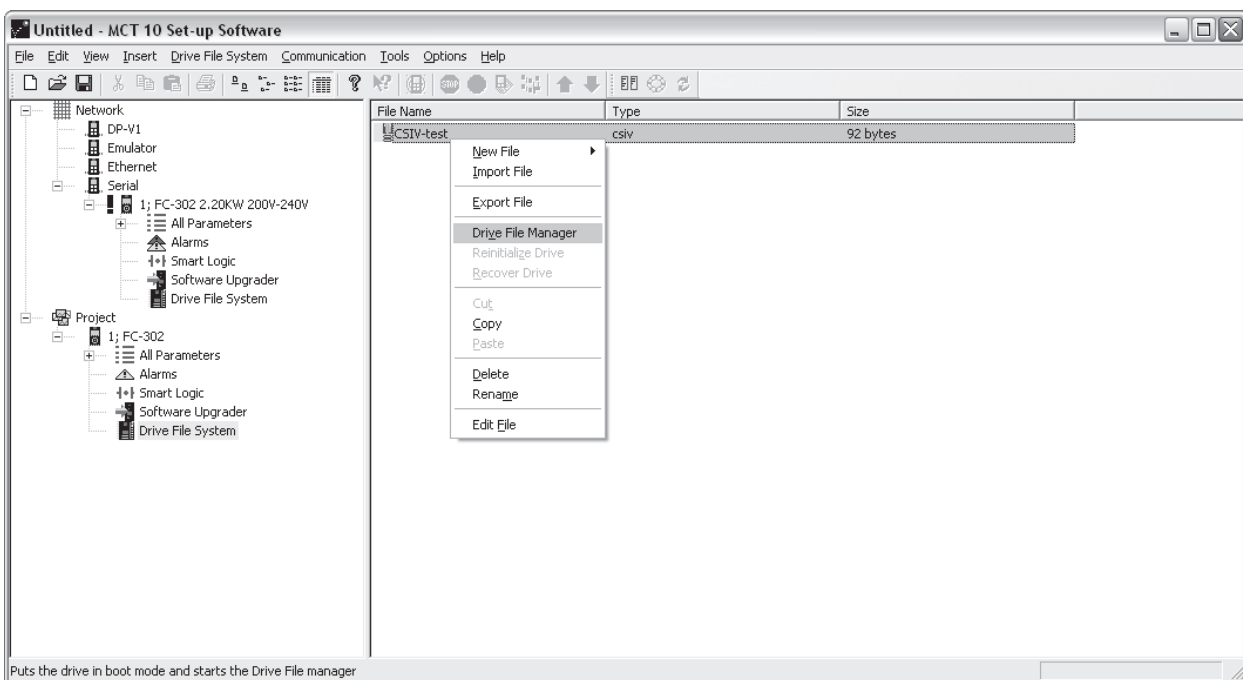 Untitled - MCT 10 Set-up Software
File Edit View Insert Drive File System Communication Tools Options Help
STOP
Network
DP-V1
Emulator
Ethernet
Serial
1; FC-302 2.20KW 200V-240V
All Parameters
Alarms
Smart Logic
Software Upgrader
Drive File System
Project
1; FC-302
All Parameters
Alarms
Smart Logic
Software Upgrader
Drive File System
File Name Type Size
CSIV-test csiv 92 bytes
New File
Import File
Export File
Drive File Manager
Reinitialize Drive
Recover Drive
Cut
Copy
Paste
Delete
Rename
Edit File
Puts the drive in boot mode and starts the Drive File manager